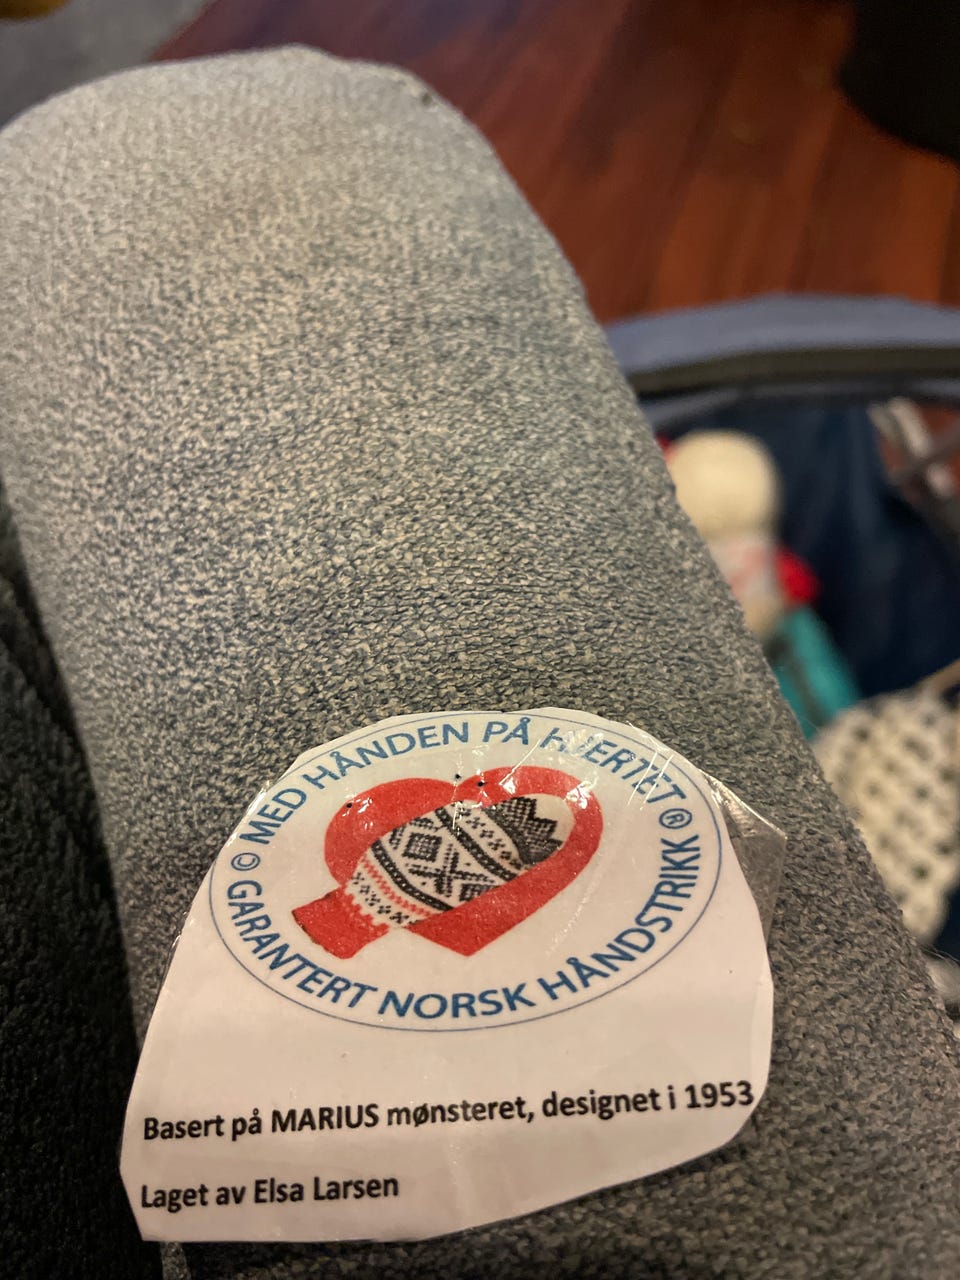 © MED HÅNDEN PÅ HJERTET ®
GARANTERT NORSK HÅNDSTRIKK
Basert på MARIUS mønsteret, designet i 1953
Laget av Elsa Larsen